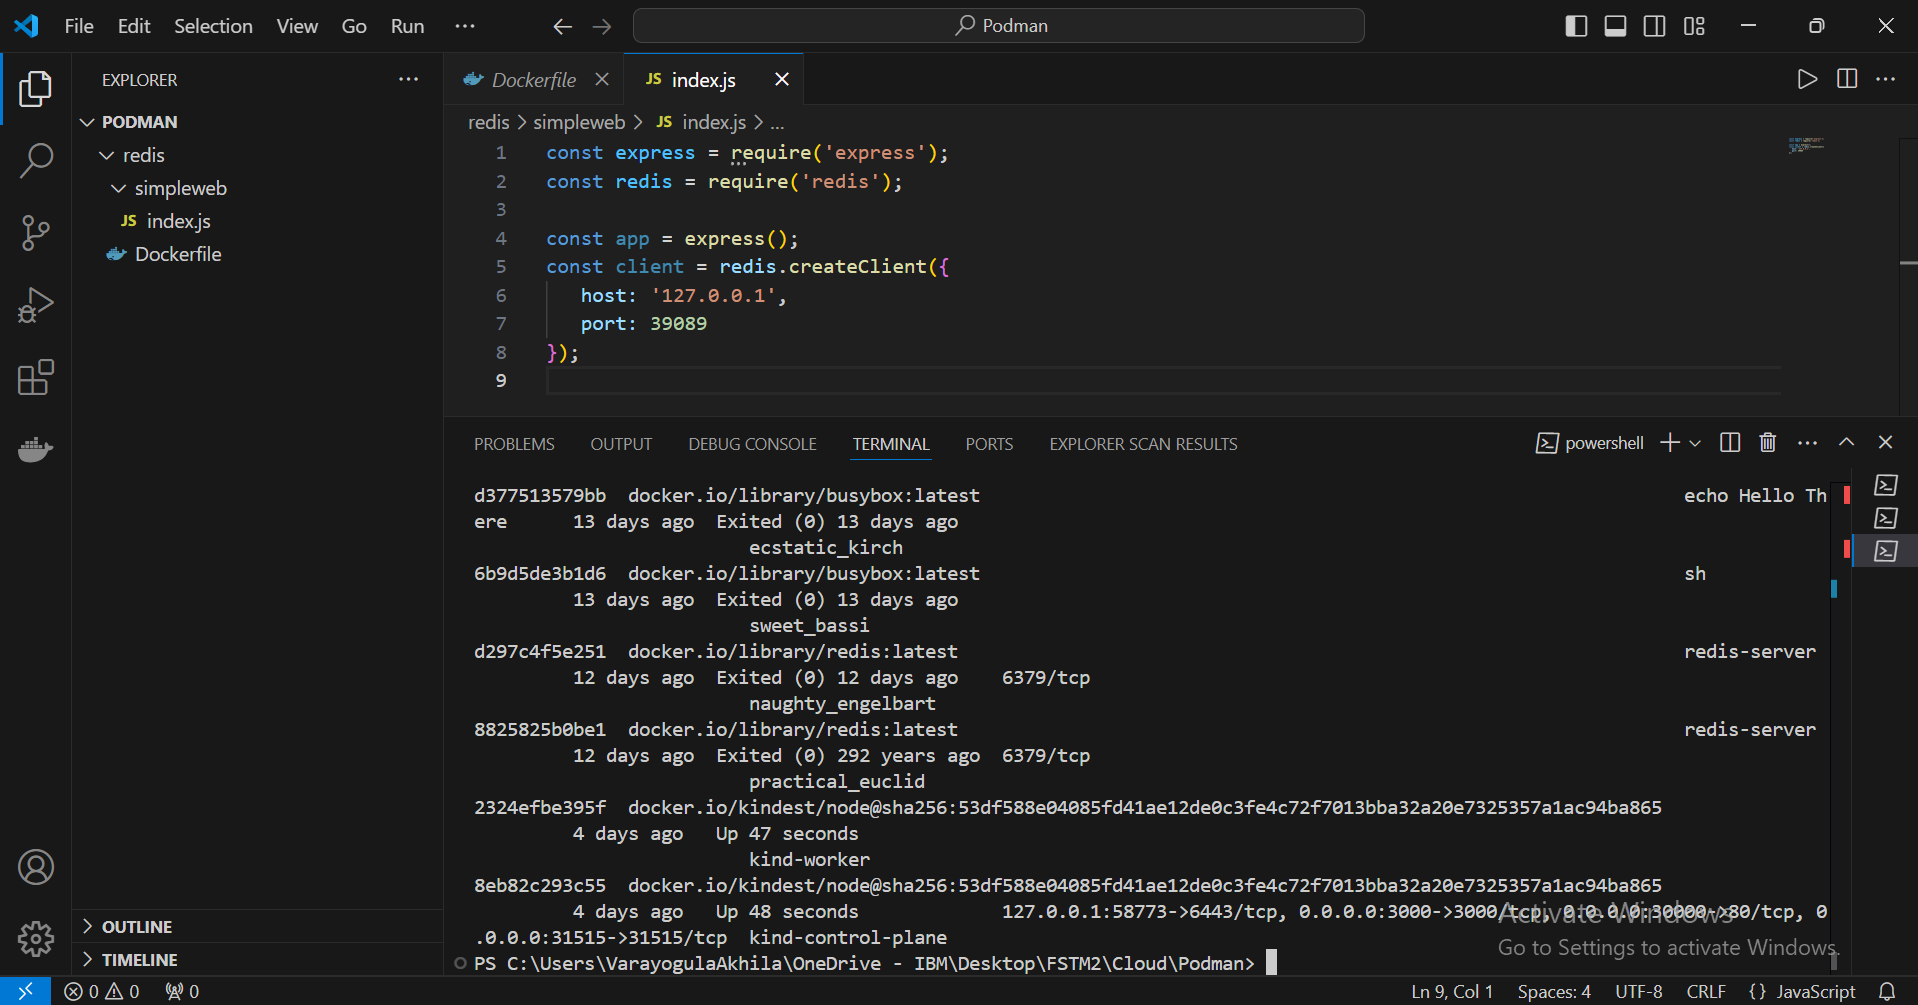 File Edit Selection View Go Run ... Podman
EXPLORER ...
PODMAN
redis
simpleweb
JS index.js
Dockerfile
OUTLINE
TIMELINE
Dockerfile JS index.js
redis > simpleweb > JS index.js > ...
1 const express = require('express');
2 const redis = require('redis');
3
4 const app = express();
5 const client = redis.createClient({
6 host: '127.0.0.1',
7 port: 39089
8 });
9
PROBLEMS OUTPUT DEBUG CONSOLE TERMINAL PORTS EXPLORER SCAN RESULTS powershell
d377513579bb docker.io/library/busybox:latest echo Hello Th
ere 13 days ago Exited (0) 13 days ago
ecstatic_kirch
6b9d5de3b1d6 docker.io/library/busybox:latest sh
13 days ago Exited (0) 13 days ago
sweet_bassi
d297c4f5e251 docker.io/library/redis:latest redis-server
12 days ago Exited (0) 12 days ago 6379/tcp
naughty_engelbart
8825825b0be1 docker.io/library/redis:latest redis-server
12 days ago Exited (0) 292 years ago 6379/tcp
practical_euclid
2324efbe395f docker.io/kindest/node@sha256:53df588e04085fd41ae12de0c3fe4c72f7013bba32a20e7325357a1ac94ba865
4 days ago Up 47 seconds
kind-worker
8eb82c293c55 docker.io/kindest/node@sha256:53df588e04085fd41ae12de0c3fe4c72f7013bba32a20e7325357a1ac94ba865
4 days ago Up 48 seconds 127.0.0.1:58773->6443/tcp, 0.0.0.0:3000->3000/tcp, 0.0.0.0:30000->80/tcp, 0
.0.0.0:31515->31515/tcp kind-control-plane
PS C:\Users\VarayogulaAkhila\OneDrive - IBM\Desktop\FSTM2\Cloud\Podman>
Activate Windows
Go to Settings to activate Windows.
0 0 0 Ln 9, Col 1 Spaces: 4 UTF-8 CRLF {} JavaScript